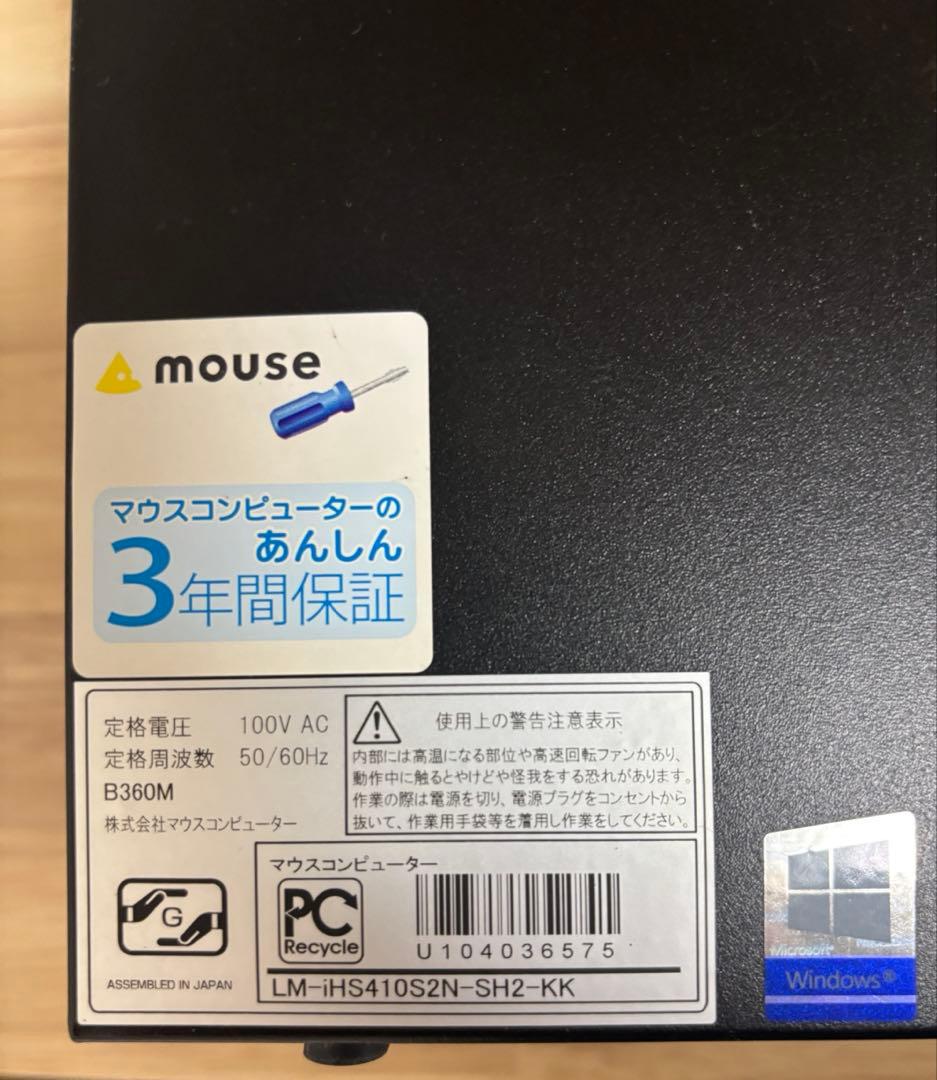 mouse
マウスコンピューターの
あんしん
3年間保証
定格電圧 100V AC
定格周波数 50/60Hz
B360M
株式会社マウスコンピューター
使用上の警告注意表示
内部には高温になる部位や高速回転ファンがあり、
動作中に触るとやけどや怪我をする恐れがあります。
作業の際は電源を切り、電源プラグをコンセントから
抜いて、作業用手袋等を着用し作業をしてください。
G
ASSEMBLED IN JAPAN
マウスコンピューター
PC
Recycle
U104036575
LM-iHS410S2N-SH2-KK
Microsoft
Windows®